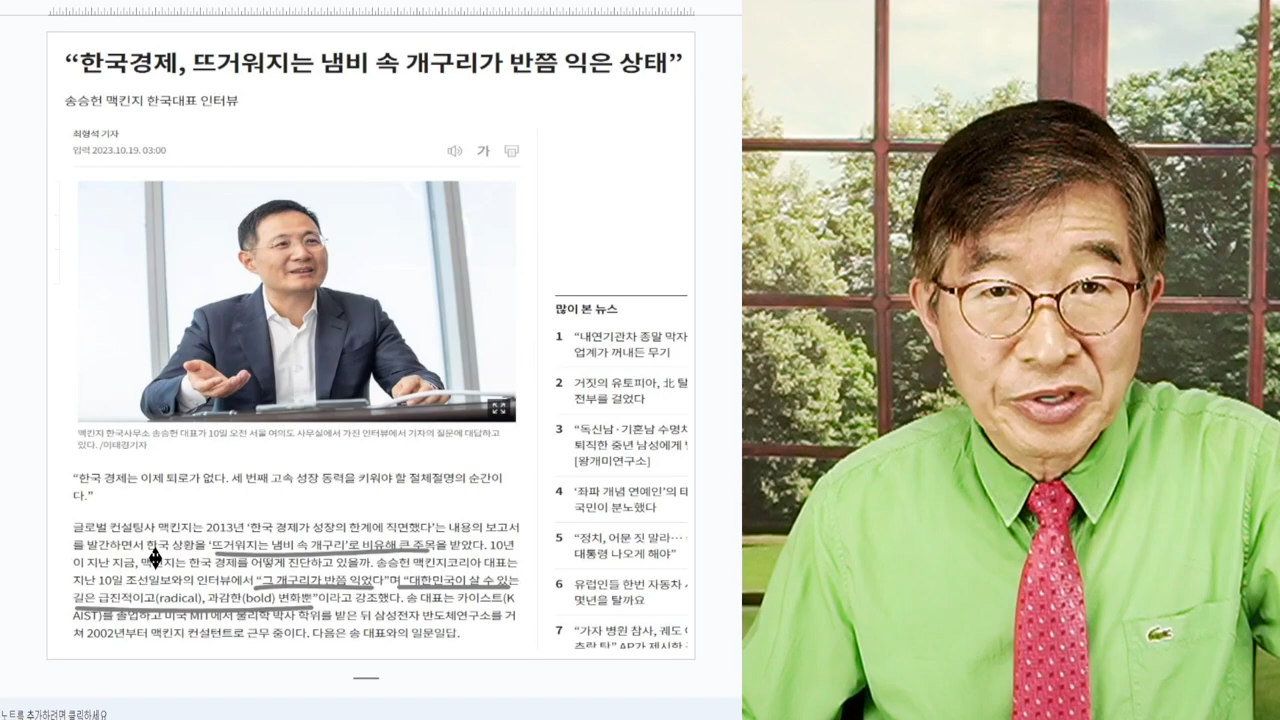 “한국경제, 뜨거워지는 냄비 속 개구리가 반쯤 익은 상태”
송승헌 맥킨지 한국대표 인터뷰
최형석 기자
입력 2023.10.19. 03:00
가
맥킨지 한국사무소 송승헌 대표가 10일 오전 서울 여의도 사무실에서 가진 인터뷰에서 기자의 질문에 대답하고
있다. /이태경기자
“한국 경제는 이제 퇴로가 없다. 세 번째 고속 성장 동력을 키워야 할 절체절명의 순간이
다.”
글로벌 컨설팅사 맥킨지는 2013년 ‘한국 경제가 성장의 한계에 직면했다’는 내용의 보고서
를 발간하면서 한국 상황을 ‘뜨거워지는 냄비 속 개구리’로 비유해 큰 주목을 받았다. 10년
이 지난 지금, 맥킨지는 한국 경제를 어떻게 진단하고 있을까. 송승헌 맥킨지코리아 대표는
지난 10일 조선일보와의 인터뷰에서 “그 개구리가 반쯤 익었다”며 “대한민국이 살 수 있는
길은 급진적이고(radical), 과감한(bold) 변화뿐”이라고 강조했다. 송 대표는 카이스트(K
AIST)를 졸업하고 미국 MIT에서 물리학 박사 학위를 받은 뒤 삼성전자 반도체연구소를 거
쳐 2002년부터 맥킨지 컨설턴트로 근무 중이다. 다음은 송 대표와의 일문일답.
많이 본 뉴스
1 “내연기관차 종말 막자
업계가 꺼내든 무기
2 거짓의 유토피아, 北 탈
전부를 걸었다
3 “독신남·기혼남 수명차
퇴직한 중년 남성에게
[왕개미연구소]
4 ‘좌파 개념 연예인’의
국민이 분노했다
5 “정치, 어문 짓 말라…
대통령 나오게 해야”
6 유럽인들 한번 자동차
몇년을 탈까요
7 “가자 병원 참사, 궤도
추락 탓” AP가 제시한
노트를 추가하려면 클릭하세요